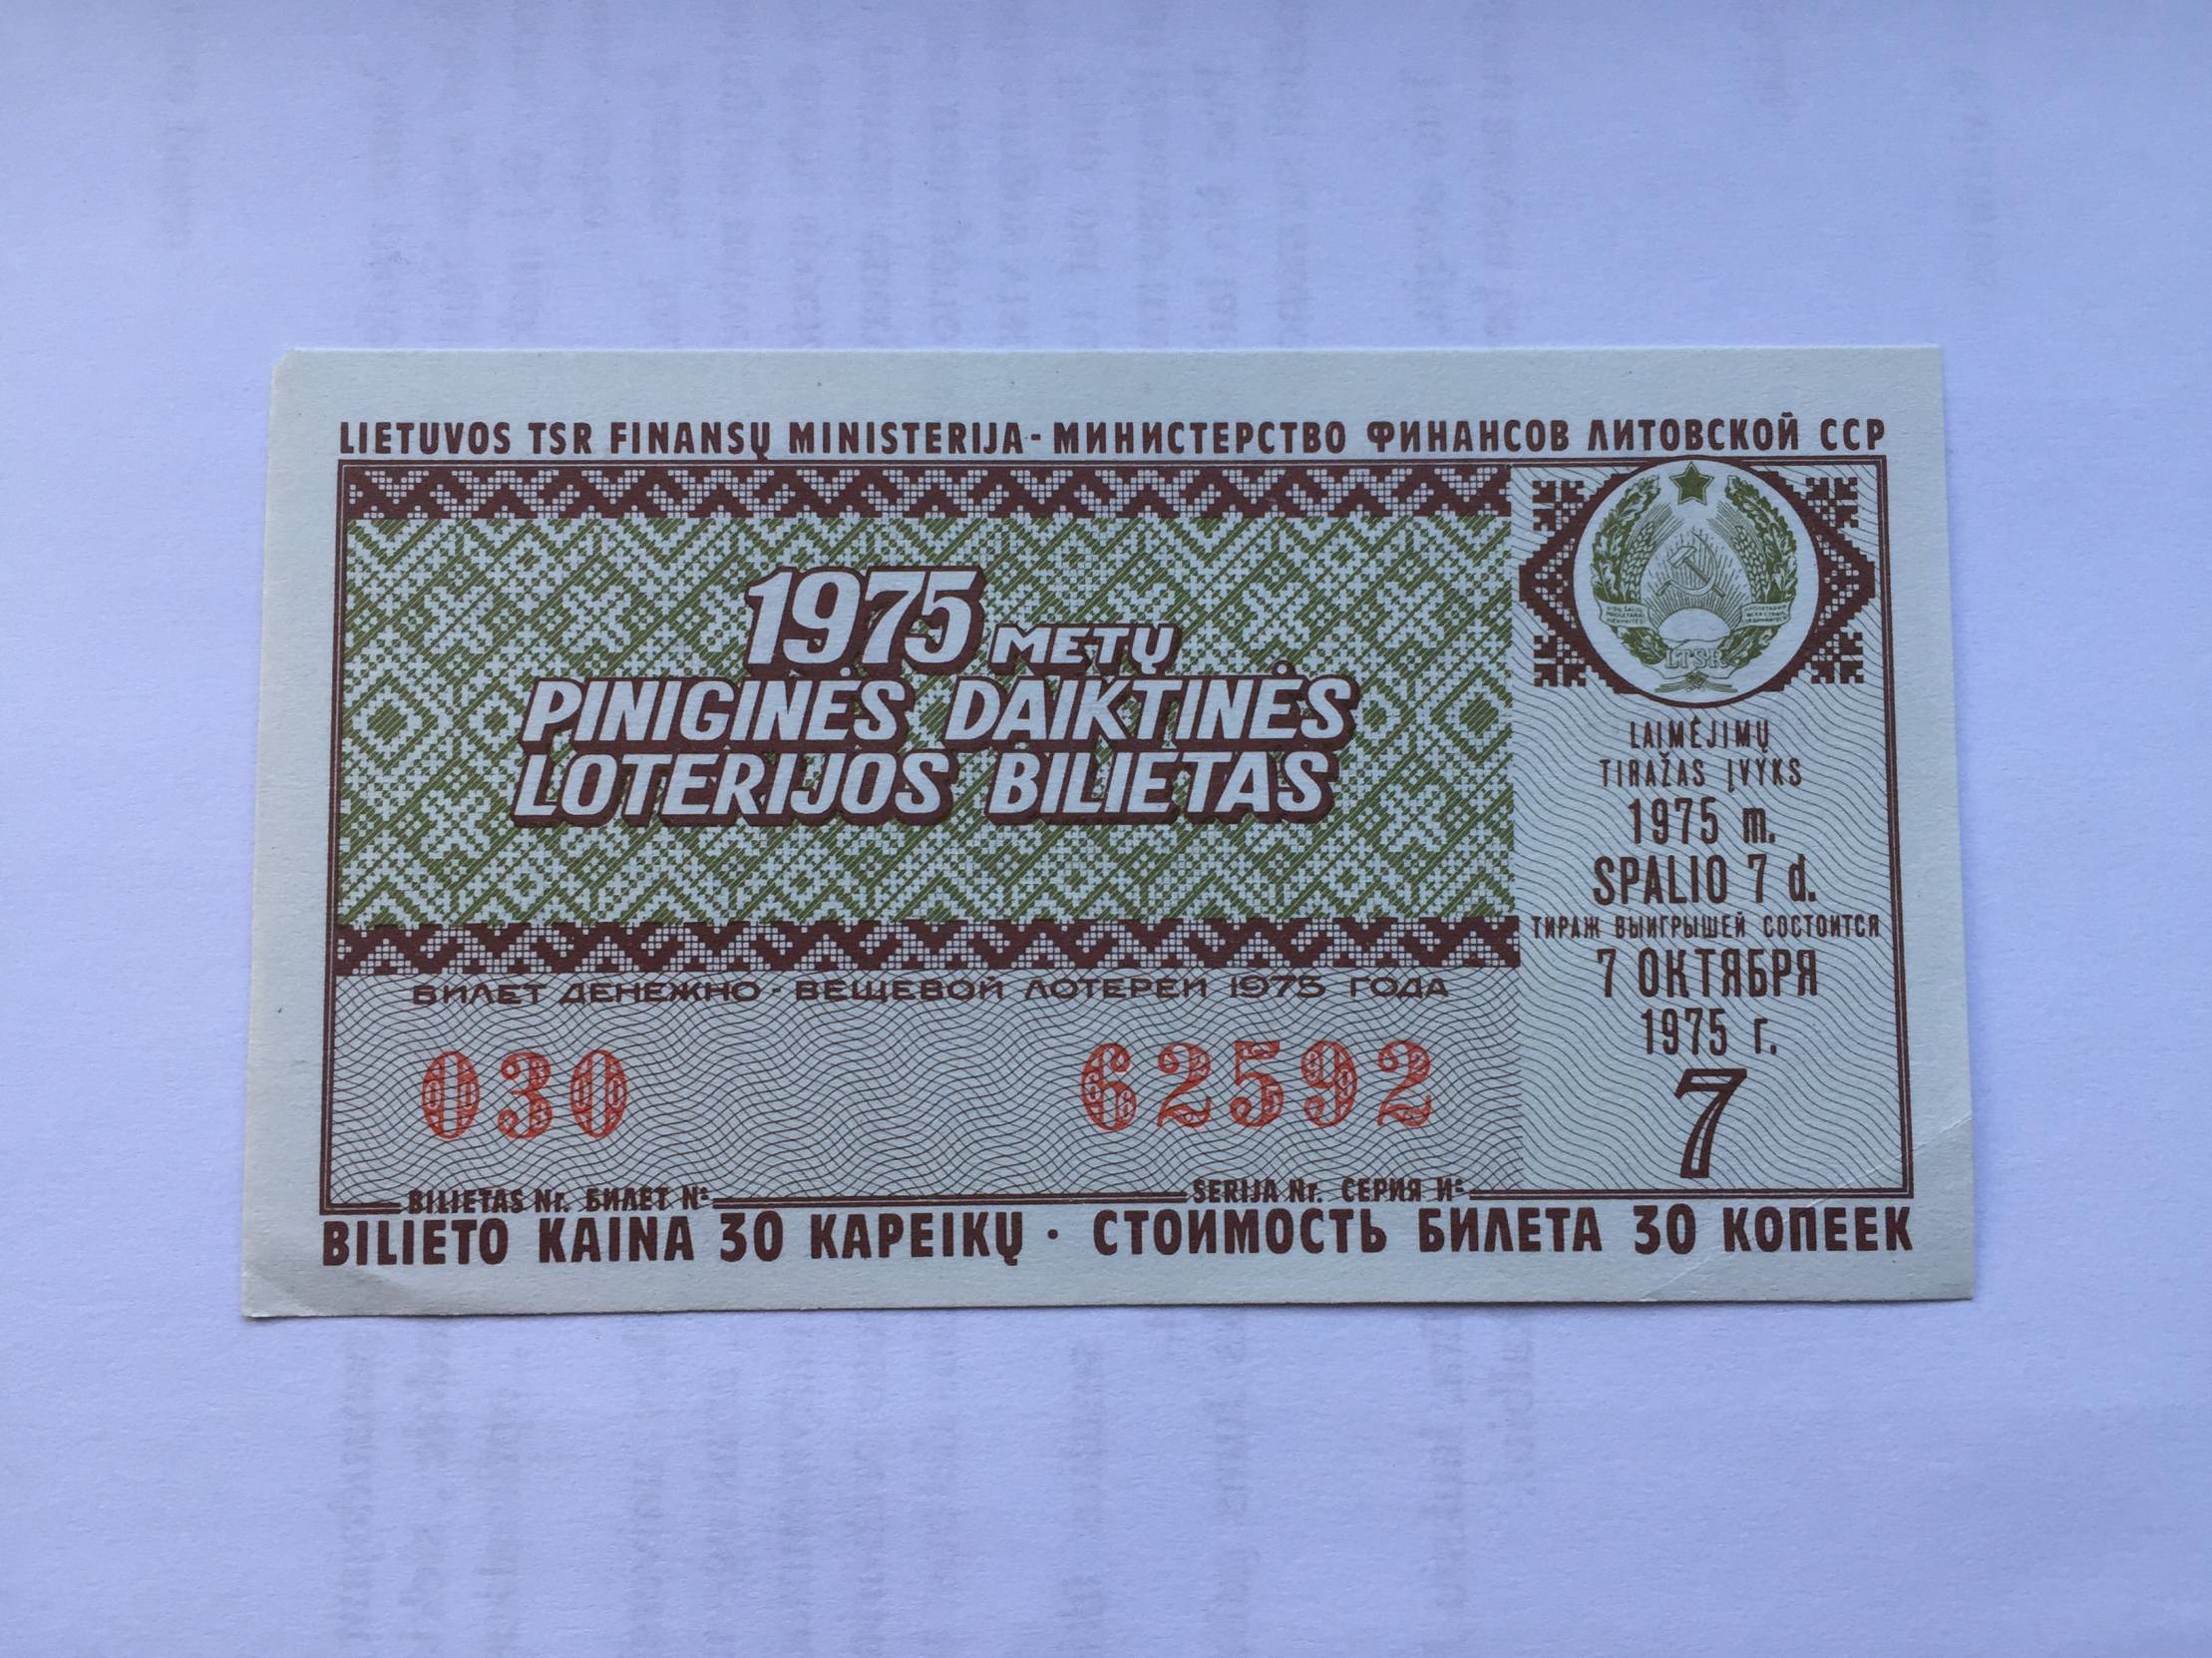 LIETUVOS TSR FINANSŲ MINISTERIJA - МИНИСТЕРСТВО ФИНАНСОВ ЛИТОВСКОЙ ССР
1975 METŲ
PINIGINĖS DAIKTINĖS
LOTERIJOS BILIETAS
БИЛЕТ ДЕНЕЖНО - ВЕЩЕВОЙ ЛОТЕРЕИ 1975 ГОДА
030 62592
BILIETAS Nr. БИЛЕТ № SERIJA Nr. СЕРИЯ №
LTSR
LAIMĖJIMŲ
TIRAŽAS ĮVYKS
1975 m.
SPALIO 7 d.
ТИРАЖ ВЫИГРЫШЕЙ СОСТОИТСЯ
7 ОКТЯБРЯ
1975 г.
7
BILIETO KAINA 30 KAPEIKŲ · СТОИМОСТЬ БИЛЕТА 30 КОПЕЕК